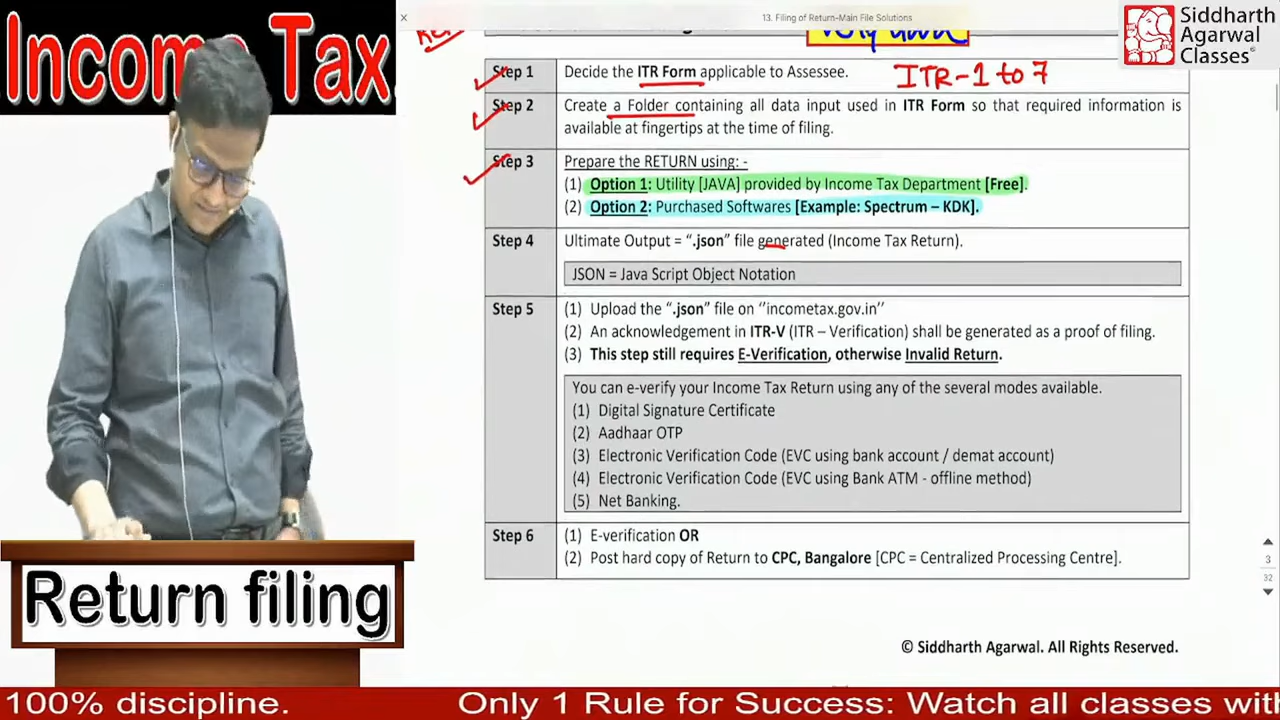 Income Tax
Return filing
13. Filing of Return-Main File Solutions
Siddharth
Agarwal
Classes®
Step 1
Decide the ITR Form applicable to Assessee.
ITR-1 to 7
Step 2
Create a Folder containing all data input used in ITR Form so that required information is
available at fingertips at the time of filing.
Step 3
Prepare the RETURN using: -
(1) Option 1: Utility [JAVA] provided by Income Tax Department [Free].
(2) Option 2: Purchased Softwares [Example: Spectrum – KDK].
Step 4
Ultimate Output = “.json” file generated (Income Tax Return).
JSON = Java Script Object Notation
Step 5
(1) Upload the “.json” file on ‘‘incometax.gov.in’’
(2) An acknowledgement in ITR-V (ITR – Verification) shall be generated as a proof of filing.
(3) This step still requires E-Verification, otherwise Invalid Return.
You can e-verify your Income Tax Return using any of the several modes available.
(1) Digital Signature Certificate
(2) Aadhaar OTP
(3) Electronic Verification Code (EVC using bank account / demat account)
(4) Electronic Verification Code (EVC using Bank ATM - offline method)
(5) Net Banking.
Step 6
(1) E-verification OR
(2) Post hard copy of Return to CPC, Bangalore [CPC = Centralized Processing Centre].
3
32
© Siddharth Agarwal. All Rights Reserved.
100% discipline.
Only 1 Rule for Success: Watch all classes with